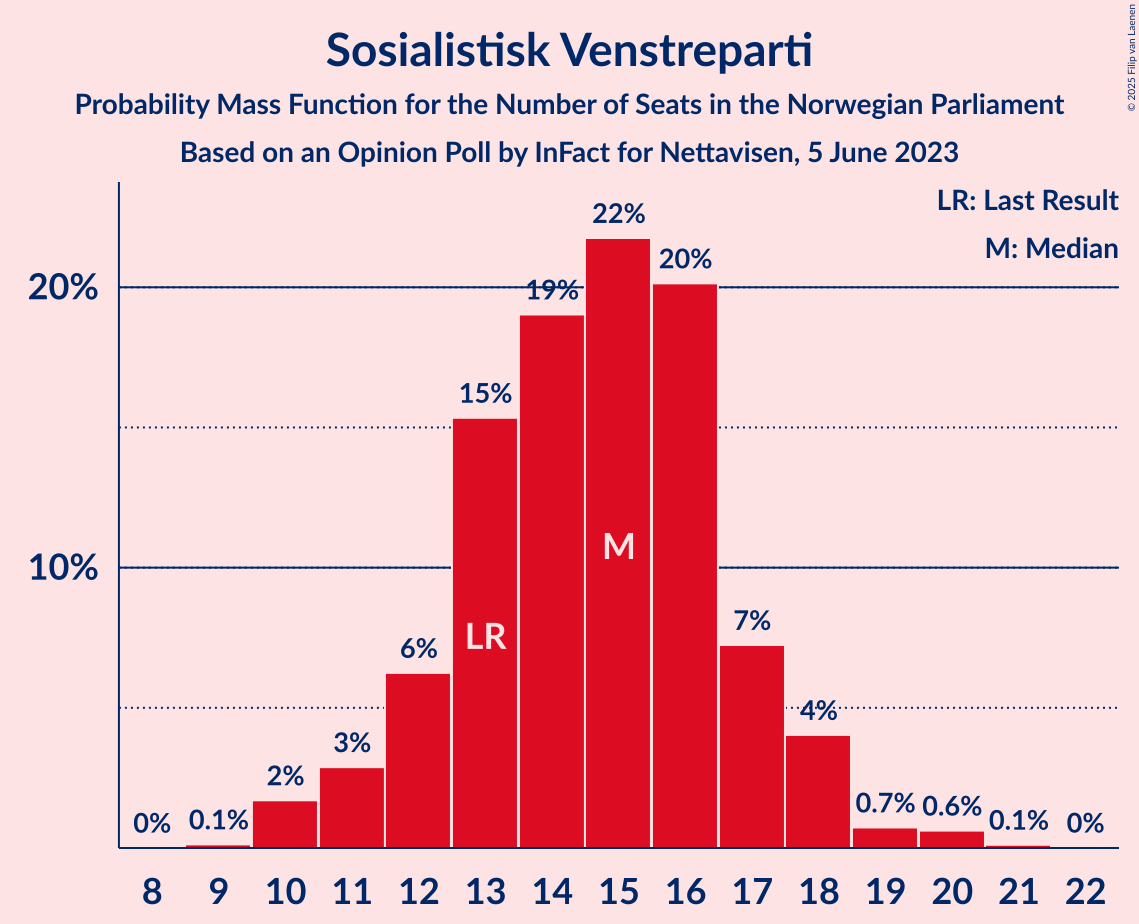 © 2025 Filip van Laenen
Sosialistisk Venstreparti
Probability Mass Function for the Number of Seats in the Norwegian Parliament
Based on an Opinion Poll by InFact for Nettavisen, 5 June 2023
LR: Last Result
M: Median
20%
10%
0%
0.1%
2%
3%
6%
15%
19%
22%
20%
7%
4%
0.7%
0.6%
0.1%
0%
LR
M
8 9 10 11 12 13 14 15 16 17 18 19 20 21 22